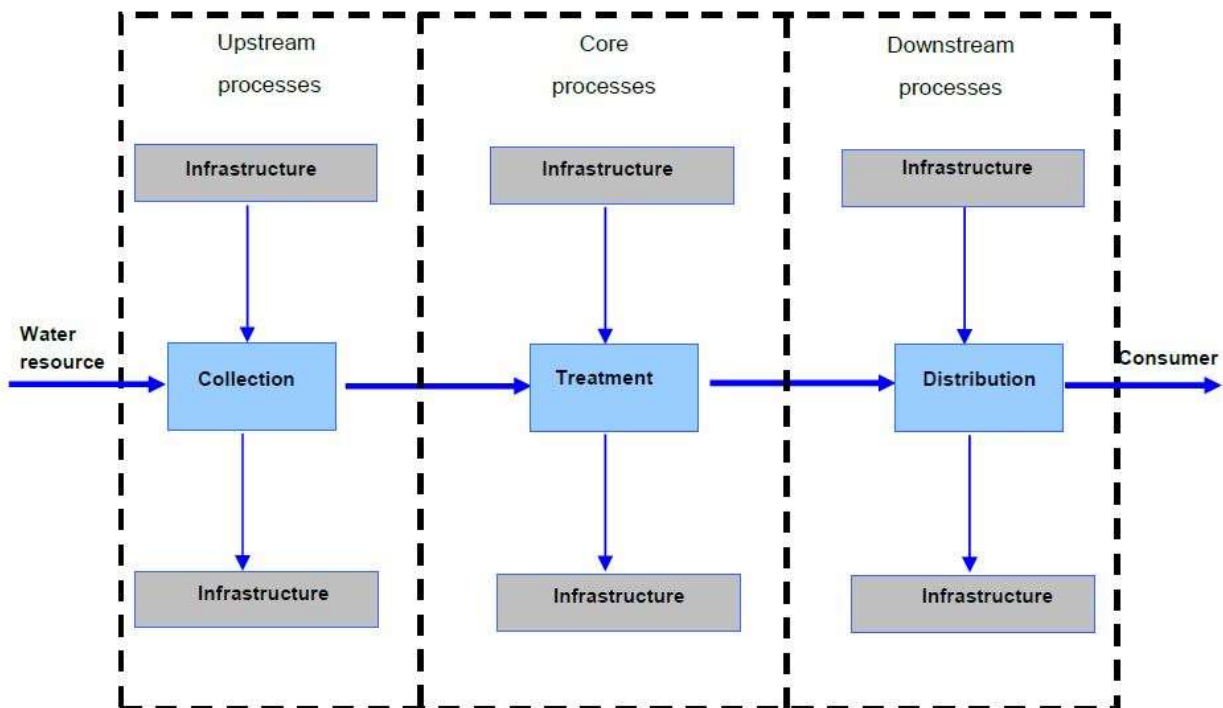 Upstream
processes
Core
processes
Downstream
processes
Infrastructure
Infrastructure
Infrastructure
Water
resource
Collection
Treatment
Distribution
Consumer
Infrastructure
Infrastructure
Infrastructure